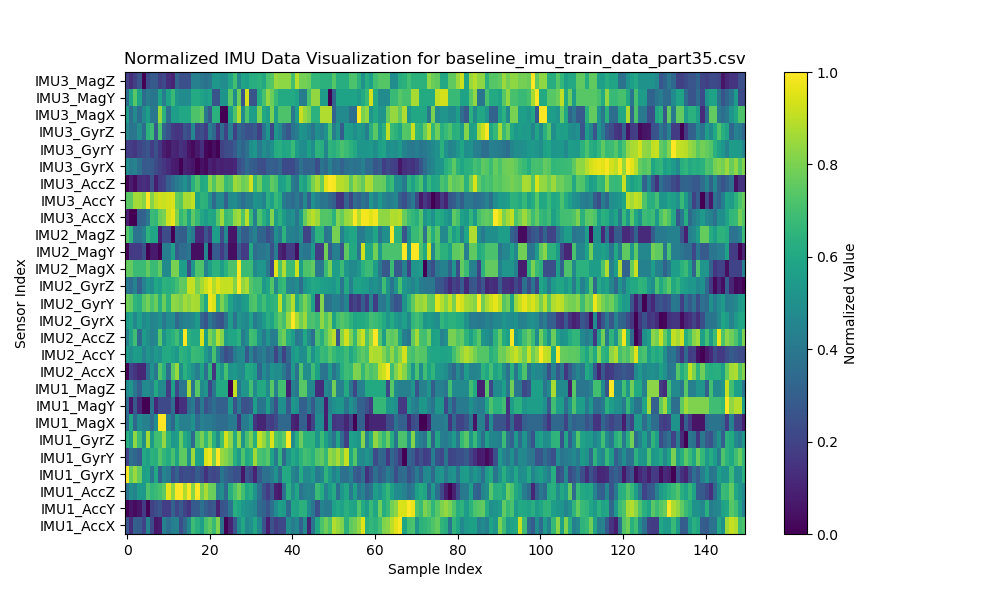 Normalized IMU Data Visualization for baseline_imu_train_data_part35.csv
IMU3_MagZ
IMU3_MagY
IMU3_MagX
IMU3_GyrZ
IMU3_GyrY
IMU3_GyrX
IMU3_AccZ
IMU3_AccY
IMU3_AccX
IMU2_MagZ
IMU2_MagY
IMU2_MagX
IMU2_GyrZ
IMU2_GyrY
IMU2_GyrX
IMU2_AccZ
IMU2_AccY
IMU2_AccX
IMU1_MagZ
IMU1_MagY
IMU1_MagX
IMU1_GyrZ
IMU1_GyrY
IMU1_GyrX
IMU1_AccZ
IMU1_AccY
IMU1_AccX
Sensor Index
0 20 40 60 80 100 120 140
Sample Index
1.0
0.8
0.6
0.4
0.2
0.0
Normalized Value